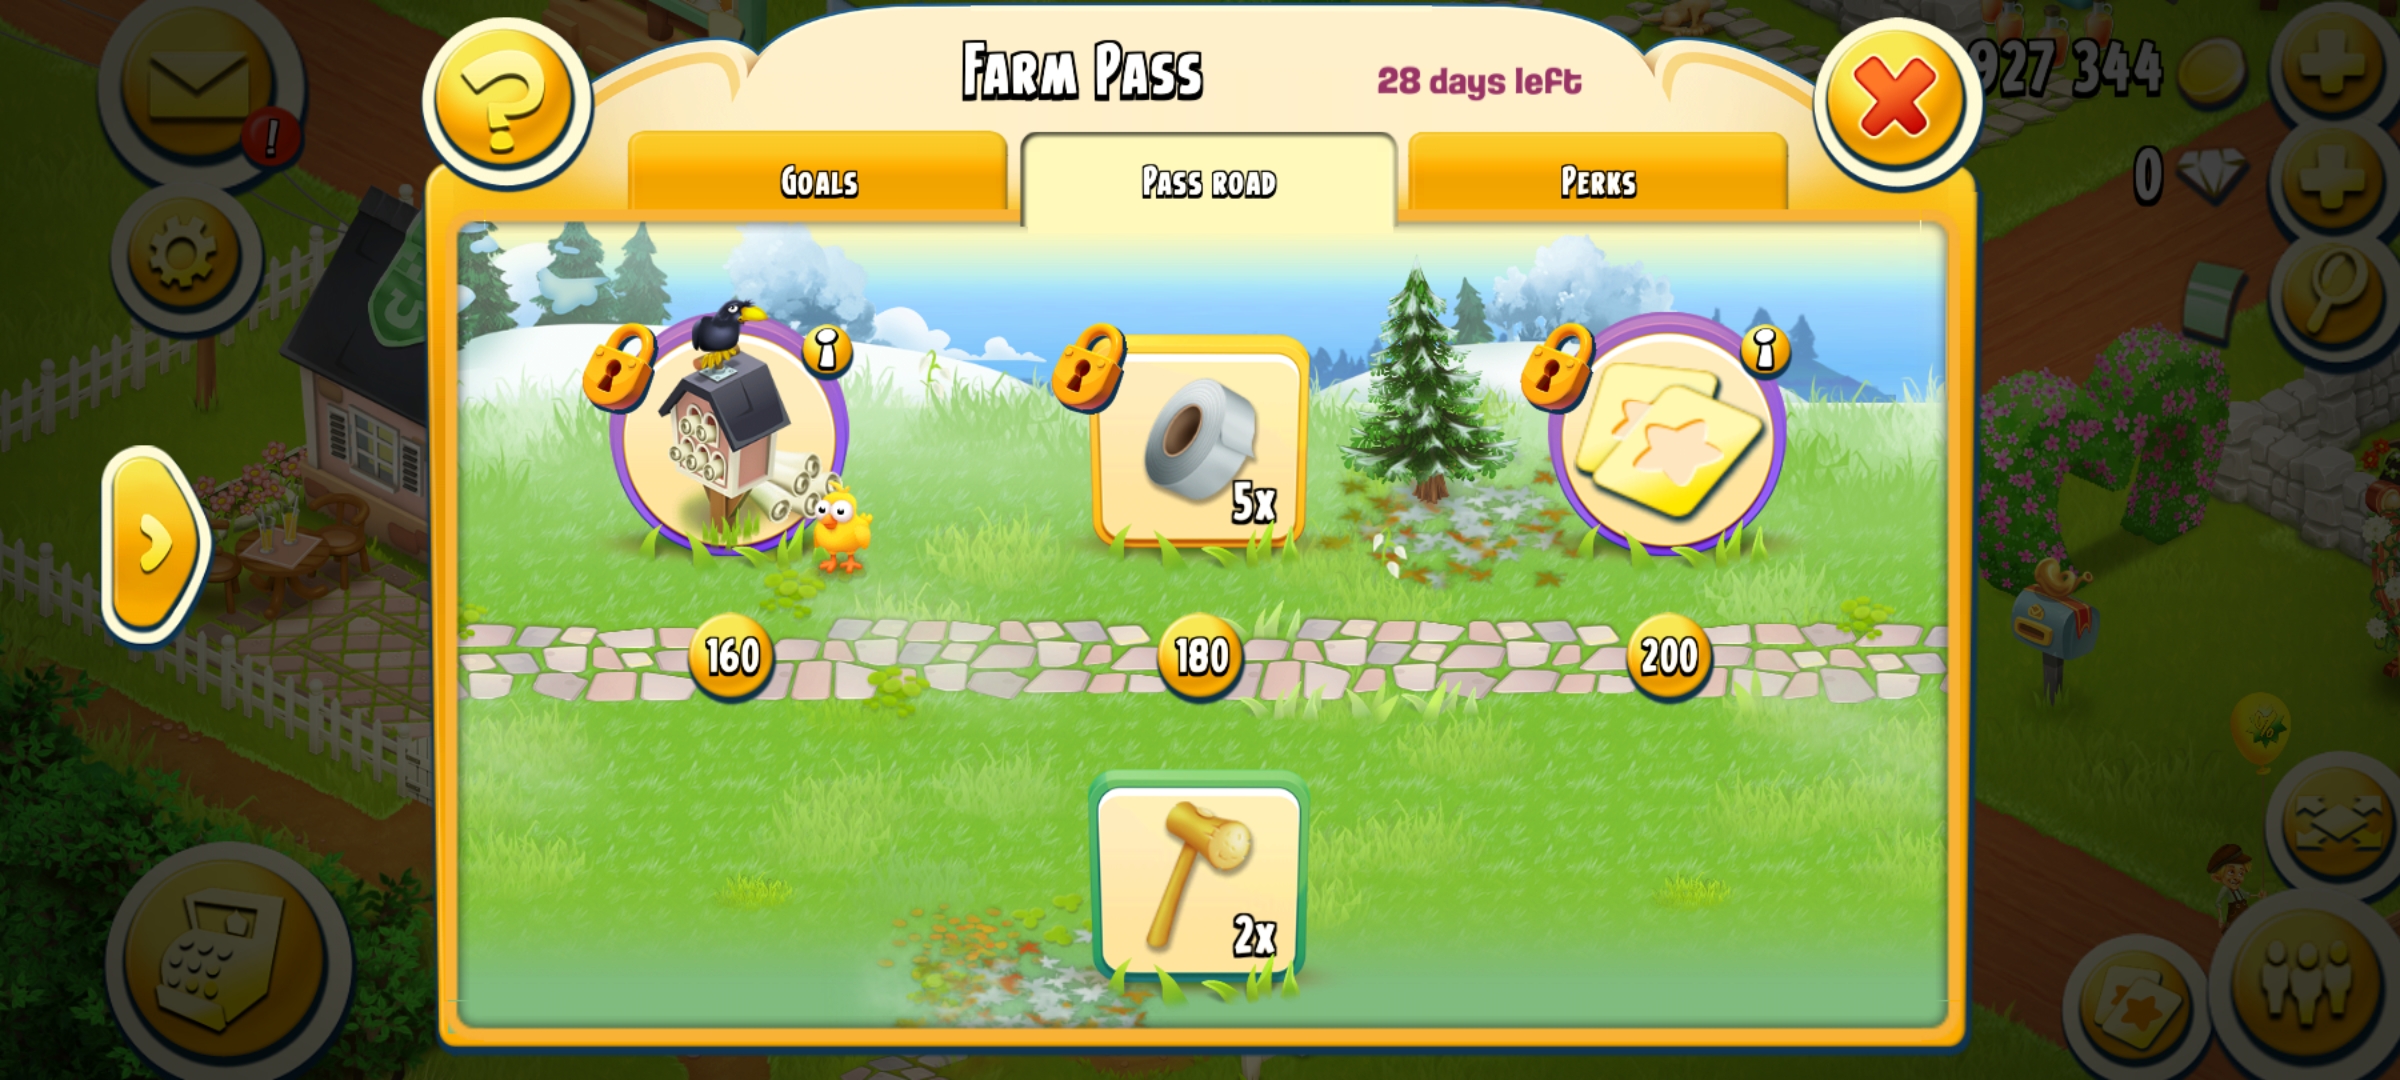 FARM PASS
28 days left
927 344
0
GOALS
PASS ROAD
PERKS
5x
160
180
200
2x